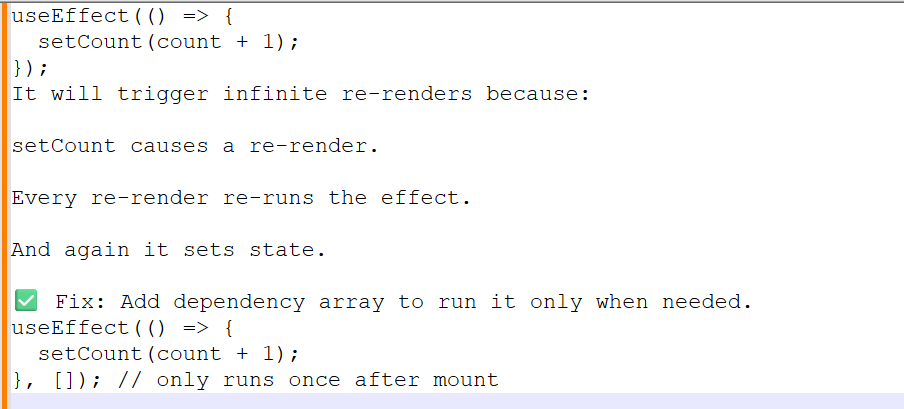 useEffect(() => {
  setCount(count + 1);
});
It will trigger infinite re-renders because:
setCount causes a re-render.
Every re-render re-runs the effect.
And again it sets state.
✅ Fix: Add dependency array to run it only when needed.
useEffect(() => {
  setCount(count + 1);
}, []); // only runs once after mount